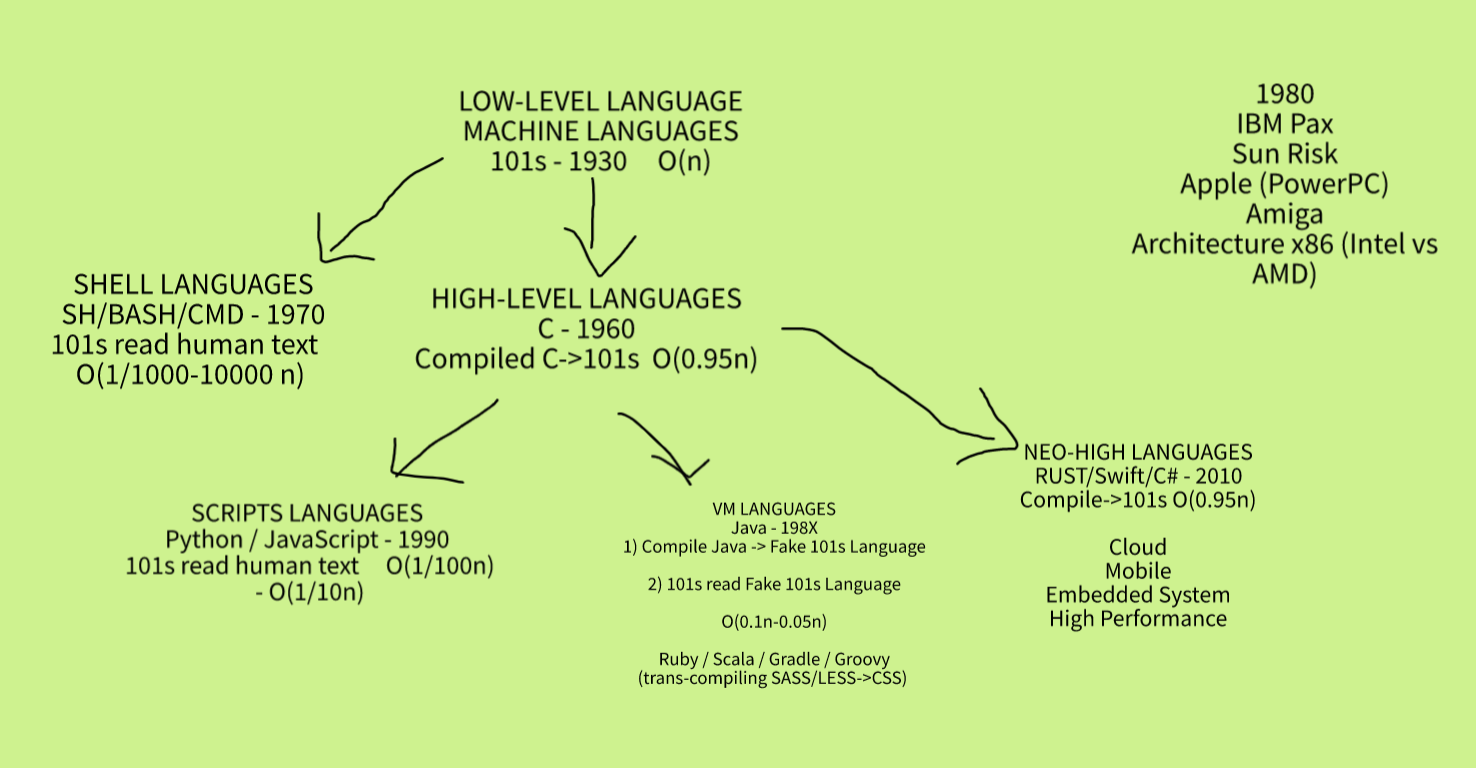 LOW-LEVEL LANGUAGE
MACHINE LANGUAGES
101s - 1930 O(n)
1980
IBM Pax
Sun Risk
Apple (PowerPC)
Amiga
Architecture x86 (Intel vs
AMD)
SHELL LANGUAGES
SH/BASH/CMD - 1970
101s read human text
O(1/1000-10000 n)
HIGH-LEVEL LANGUAGES
C - 1960
Compiled C->101s O(0.95n)
SCRIPTS LANGUAGES
Python / JavaScript - 1990
101s read human text O(1/100n)
- O(1/10n)
VM LANGUAGES
Java - 198X
1) Compile Java -> Fake 101s Language
2) 101s read Fake 101s Language
O(0.1n-0.05n)
Ruby / Scala / Gradle / Groovy
(trans-compiling SASS/LESS->CSS)
NEO-HIGH LANGUAGES
RUST/Swift/C# - 2010
Compile->101s O(0.95n)
Cloud
Mobile
Embedded System
High Performance